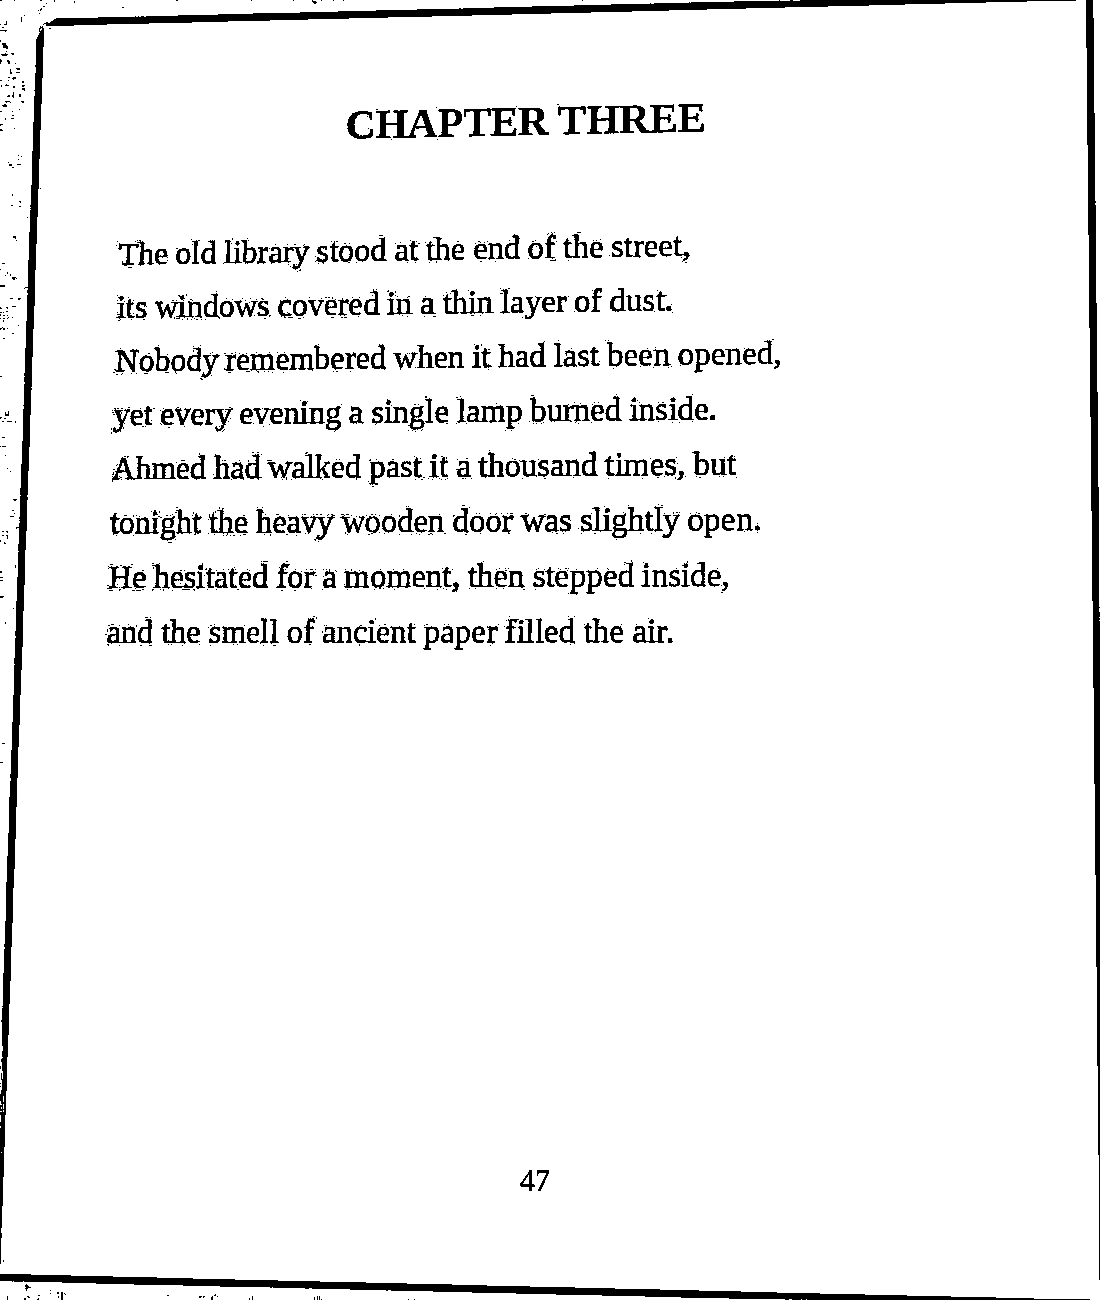 CHAPTER THREE
The old library stood at the end of the street,
its windows covered in a thin layer of dust.
Nobody remembered when it had last been opened,
yet every evening a single lamp burned inside.
Ahmed had walked past it a thousand times, but
tonight the heavy wooden door was slightly open.
He hesitated for a moment, then stepped inside,
and the smell of ancient paper filled the air.
47